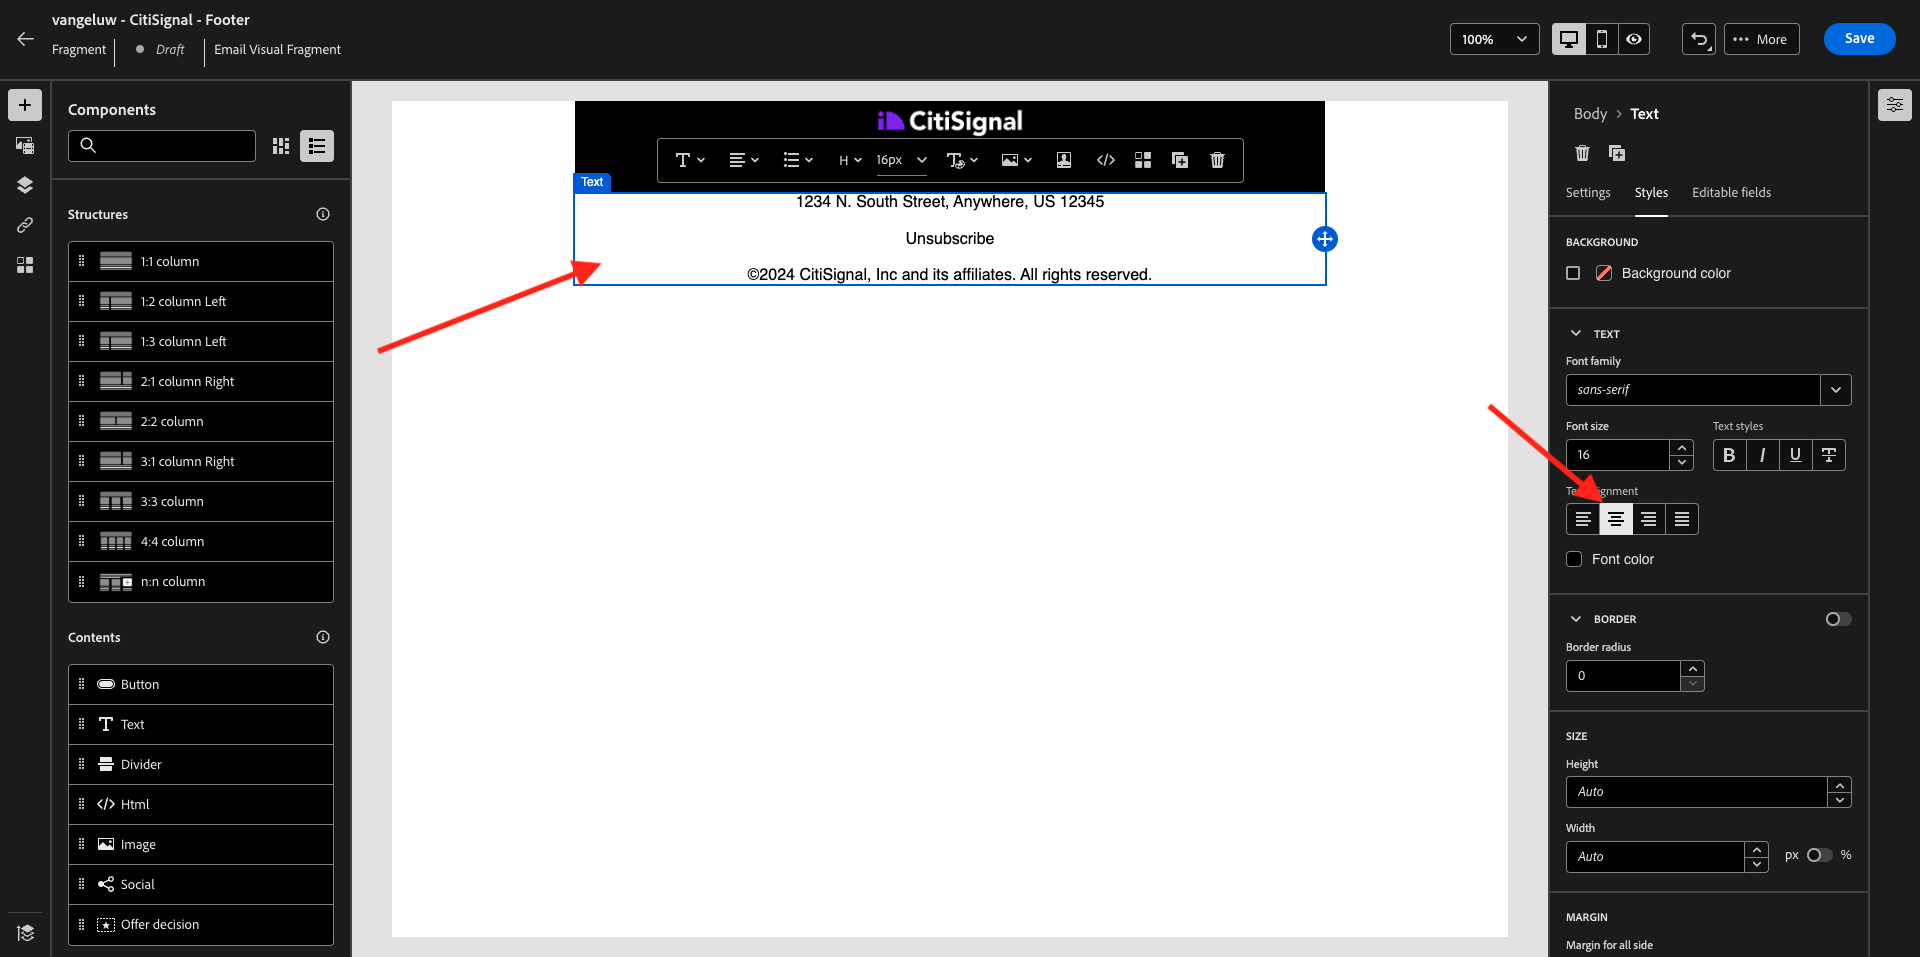 vangeluw - CitiSignal - Footer
Fragment
Draft
Email Visual Fragment
100%
More
Save
Components
Structures
1:1 column
1:2 column Left
1:3 column Left
2:1 column Right
2:2 column
3:1 column Right
3:3 column
4:4 column
n:n column
Contents
Button
Text
Divider
Html
Image
Social
Offer decision
CitiSignal
H
16px
Text
1234 N. South Street, Anywhere, US 12345
Unsubscribe
©2024 CitiSignal, Inc and its affiliates. All rights reserved.
Body > Text
Settings
Styles
Editable fields
BACKGROUND
Background color
TEXT
Font family
sans-serif
Font size
Text styles
16
B I U T
Font color
BORDER
Border radius
0
SIZE
Height
Auto
Width
Auto
px
%
MARGIN
Margin for all side